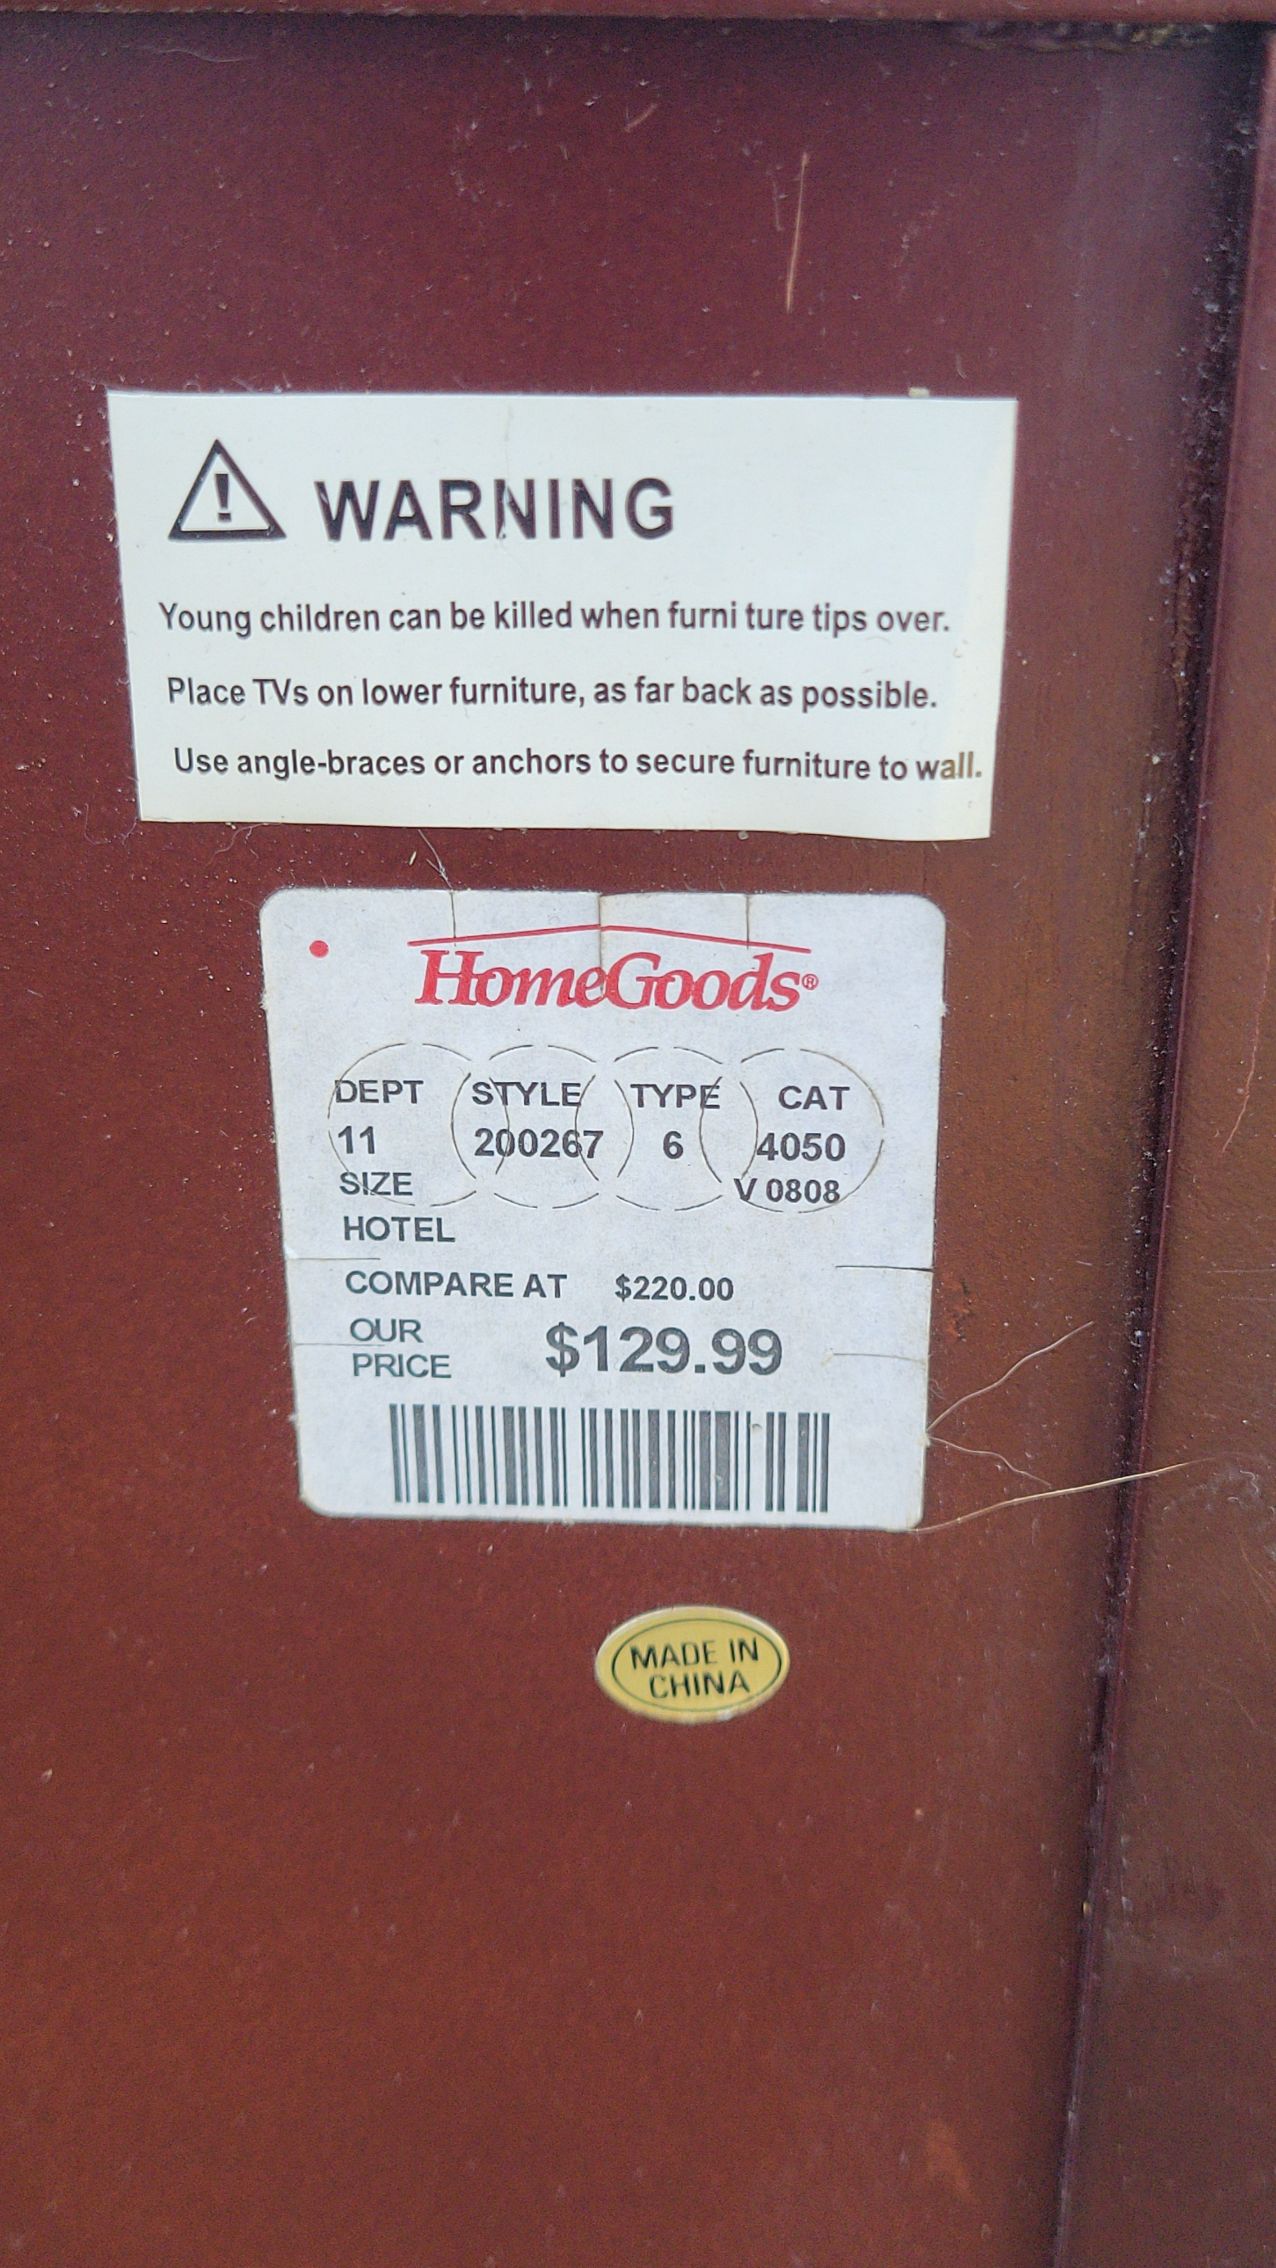 ! WARNING
Young children can be killed when furni ture tips over.
Place TVs on lower furniture, as far back as possible.
Use angle-braces or anchors to secure furniture to wall.
HomeGoods®
DEPT STYLE TYPE CAT
11 200267 6 4050
SIZE V 0808
HOTEL
COMPARE AT $220.00
OUR
PRICE $129.99
MADE IN
CHINA